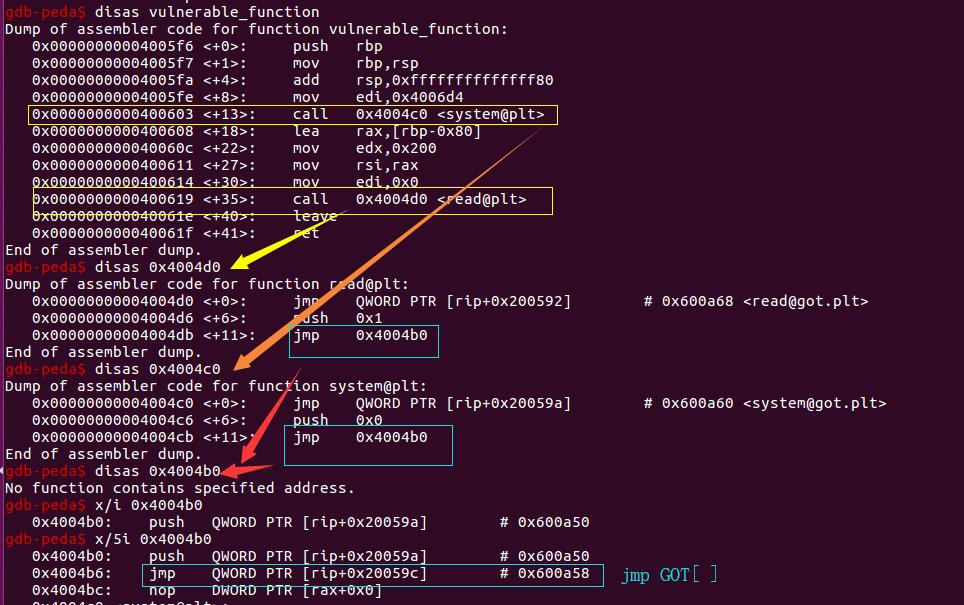 gdb-peda$ disas vulnerable_function
Dump of assembler code for function vulnerable_function:
0x00000000004005f6 <+0>: push rbp
0x00000000004005f7 <+1>: mov rbp,rsp
0x00000000004005fa <+4>: add rsp,0xffffffffffffff80
0x00000000004005fe <+8>: mov edi,0x4006d4
0x0000000000400603 <+13>: call 0x4004c0 <system@plt>
0x0000000000400608 <+18>: lea rax,[rbp-0x80]
0x000000000040060c <+22>: mov edx,0x200
0x0000000000400611 <+27>: mov rsi,rax
0x0000000000400614 <+30>: mov edi,0x0
0x0000000000400619 <+35>: call 0x4004d0 <read@plt>
0x000000000040061e <+40>: leave
0x000000000040061f <+41>: ret
End of assembler dump.
gdb-peda$ disas 0x4004d0
Dump of assembler code for function read@plt:
0x00000000004004d0 <+0>: jmp QWORD PTR [rip+0x200592] # 0x600a68 <read@got.plt>
0x00000000004004d6 <+6>: push 0x1
0x00000000004004db <+11>: jmp 0x4004b0
End of assembler dump.
gdb-peda$ disas 0x4004c0
Dump of assembler code for function system@plt:
0x00000000004004c0 <+0>: jmp QWORD PTR [rip+0x20059a] # 0x600a60 <system@got.plt>
0x00000000004004c6 <+6>: push 0x0
0x00000000004004cb <+11>: jmp 0x4004b0
End of assembler dump.
gdb-peda$ disas 0x4004b0
No function contains specified address.
gdb-peda$ x/i 0x4004b0
0x4004b0: push QWORD PTR [rip+0x20059a] # 0x600a50
gdb-peda$ x/5i 0x4004b0
0x4004b0: push QWORD PTR [rip+0x20059a] # 0x600a50
0x4004b6: jmp QWORD PTR [rip+0x20059c] # 0x600a58 jmp GOT[ ]
0x4004bc: nop DWORD PTR [rax+0x0]